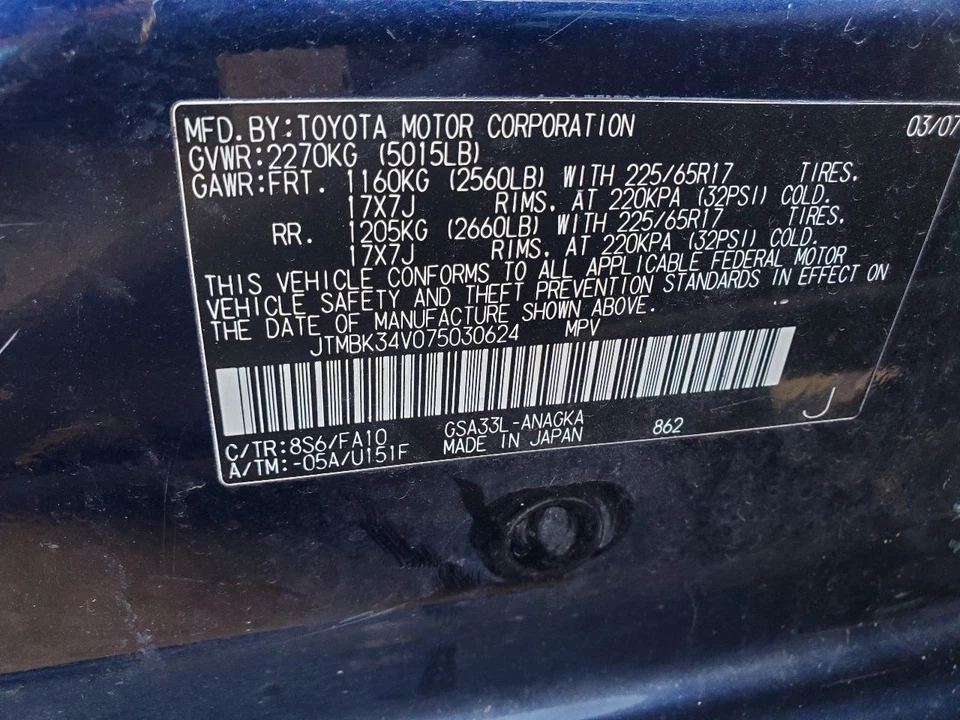 MFD. BY: TOYOTA MOTOR CORPORATION 03/07
GVWR: 2270KG (5015LB)
GAWR: FRT. 1160KG (2560LB) WITH 225/65R17 TIRES,
17X7J RIMS, AT 220KPA (32PSI) COLD.
RR. 1205KG (2660LB) WITH 225/65R17 TIRES,
17X7J RIMS, AT 220KPA (32PSI) COLD.
THIS VEHICLE CONFORMS TO ALL APPLICABLE FEDERAL MOTOR
VEHICLE SAFETY AND THEFT PREVENTION STANDARDS IN EFFECT ON
THE DATE OF MANUFACTURE SHOWN ABOVE.
JTMBK34V075030624 MPV
C/TR: 8S6/FA10 GSA33L-ANAGKA 862 J
A/TM: -05A/U151F MADE IN JAPAN